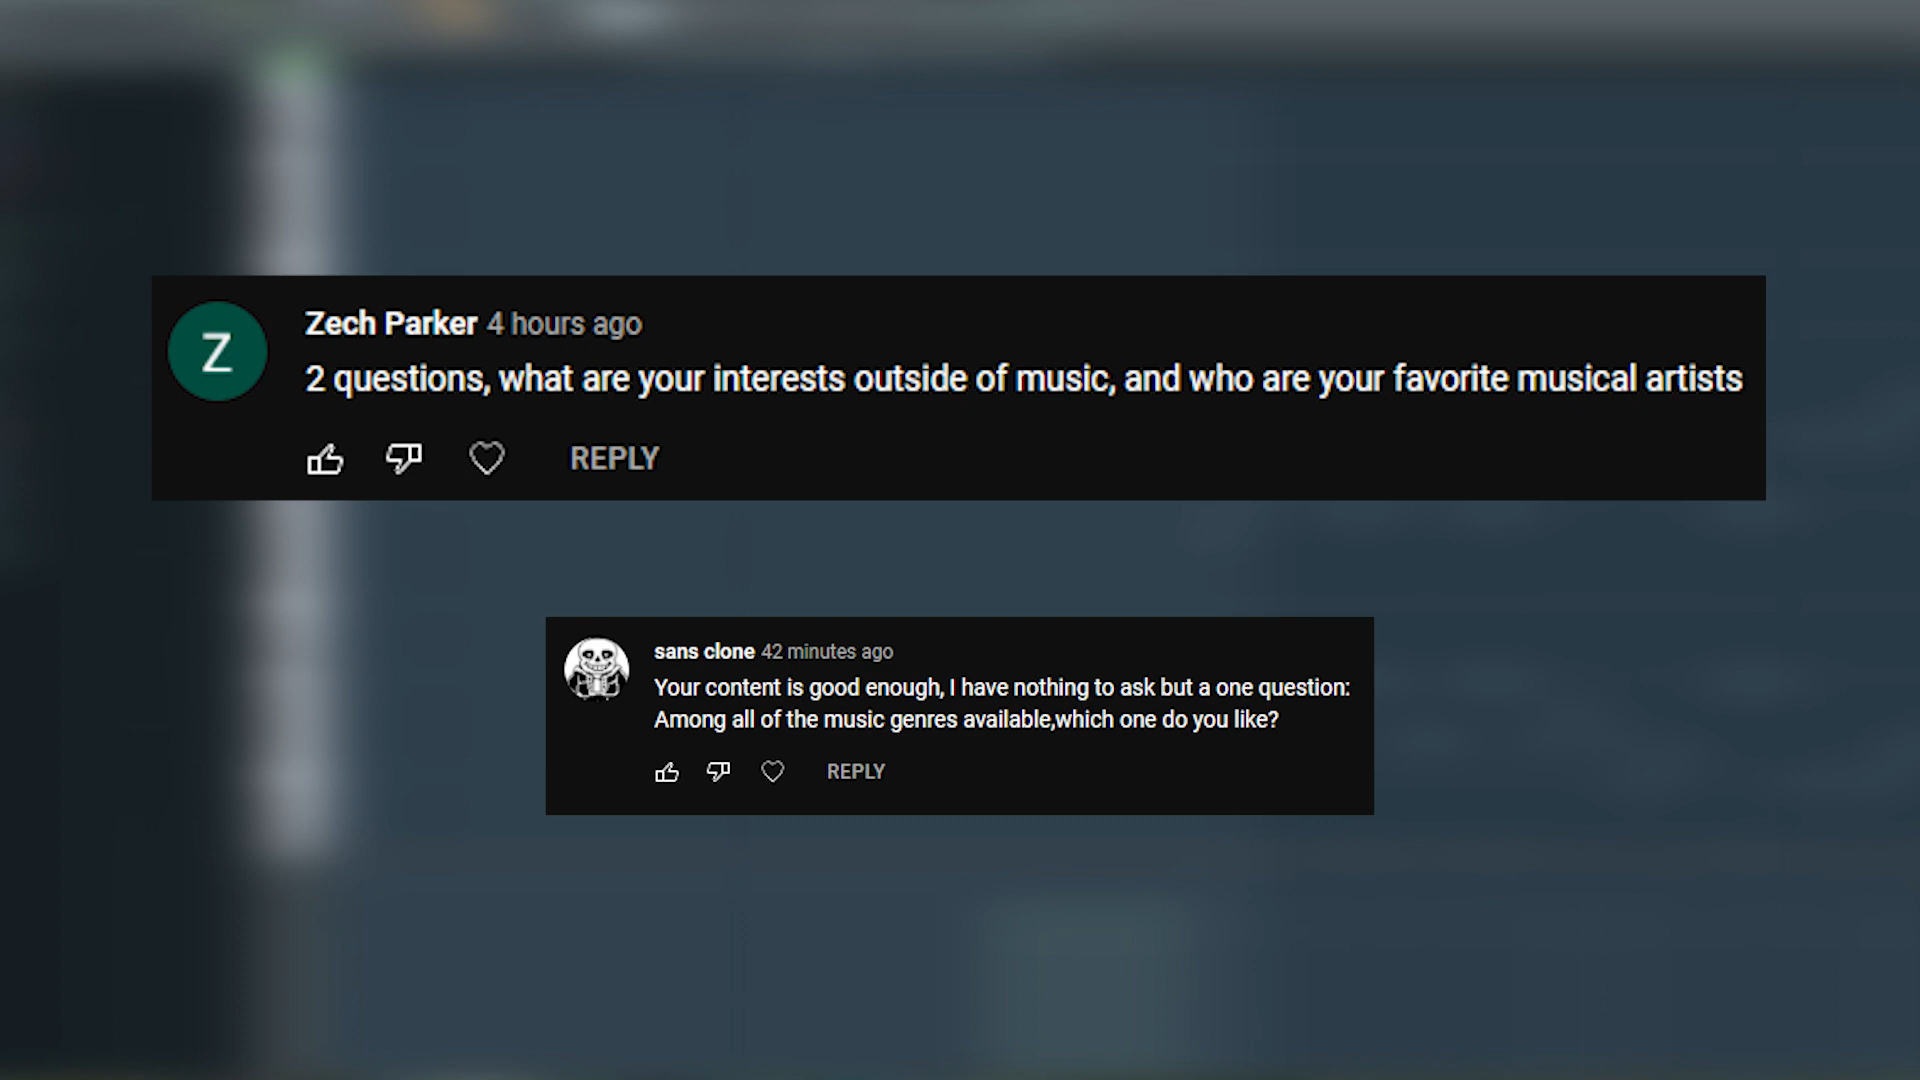 Z
Zech Parker 4 hours ago
2 questions, what are your interests outside of music, and who are your favorite musical artists
REPLY
sans clone 42 minutes ago
Your content is good enough, I have nothing to ask but a one question:
Among all of the music genres available,which one do you like?
REPLY